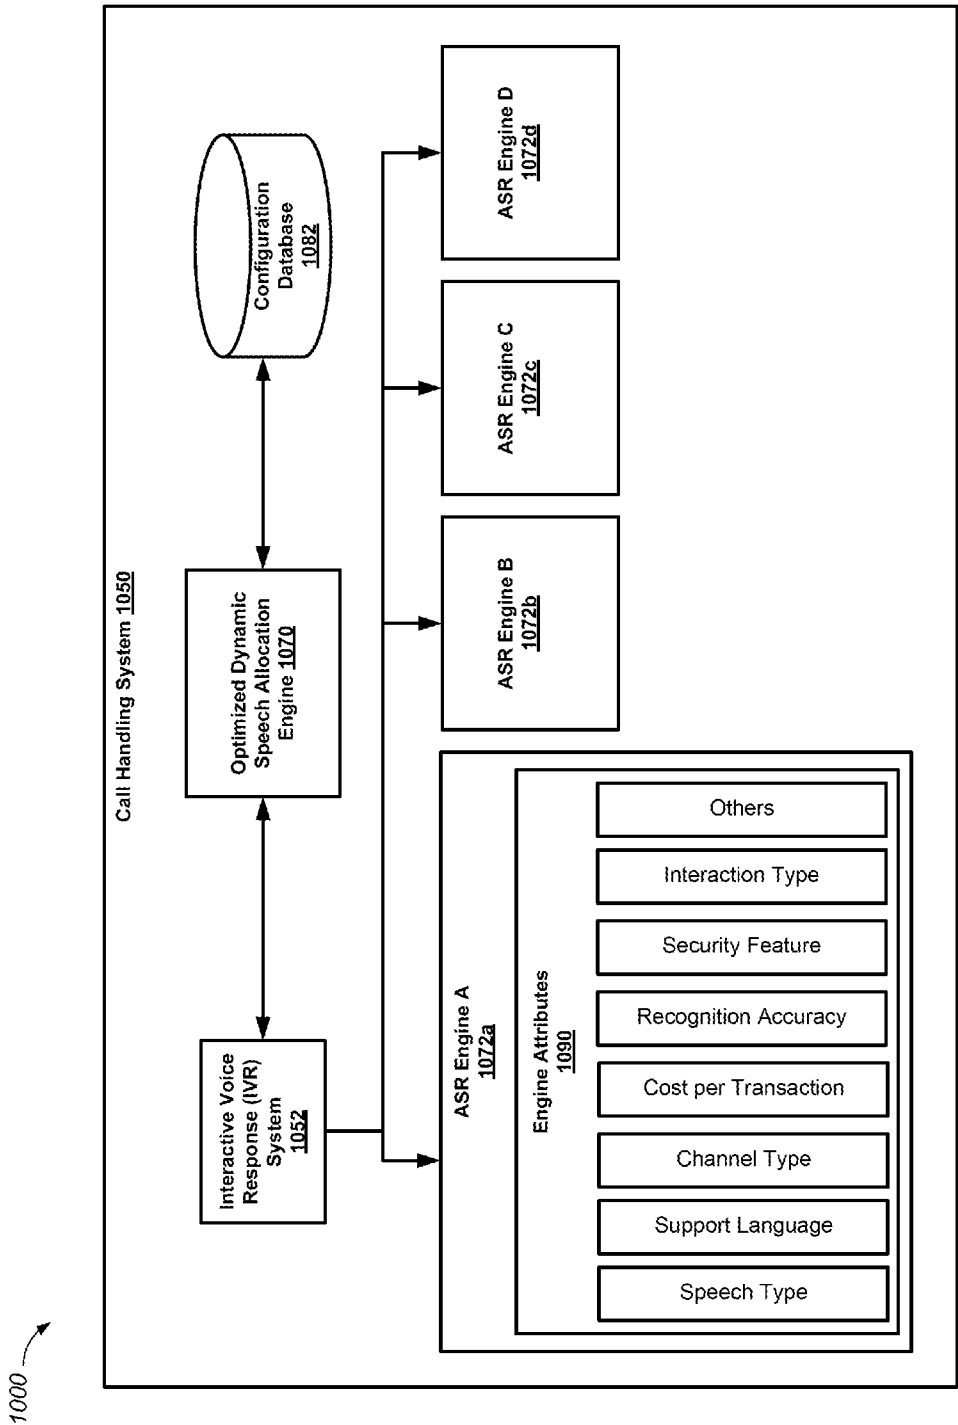 1000
Call Handling System 1050
Interactive Voice
Response (IVR)
System
1052
Optimized Dynamic
Speech Allocation
Engine 1070
Configuration
Database
1082
ASR Engine A
1072a
Engine Attributes
1090
Speech Type
Support Language
Channel Type
Cost per Transaction
Recognition Accuracy
Security Feature
Interaction Type
Others
ASR Engine B
1072b
ASR Engine C
1072c
ASR Engine D
1072d